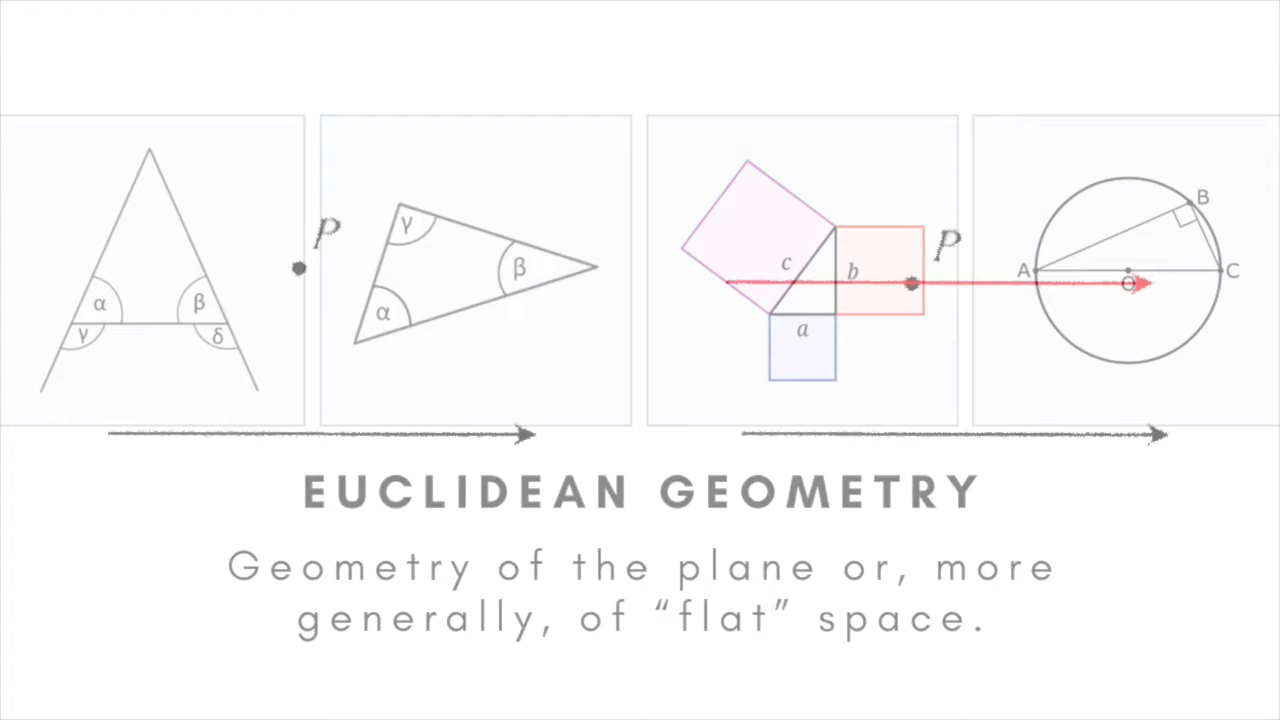 α β
γ δ
P
γ
β
α
c b
a
P
B
A C
O
EUCLIDEAN GEOMETRY
Geometry of the plane or, more
generally, of “flat” space.